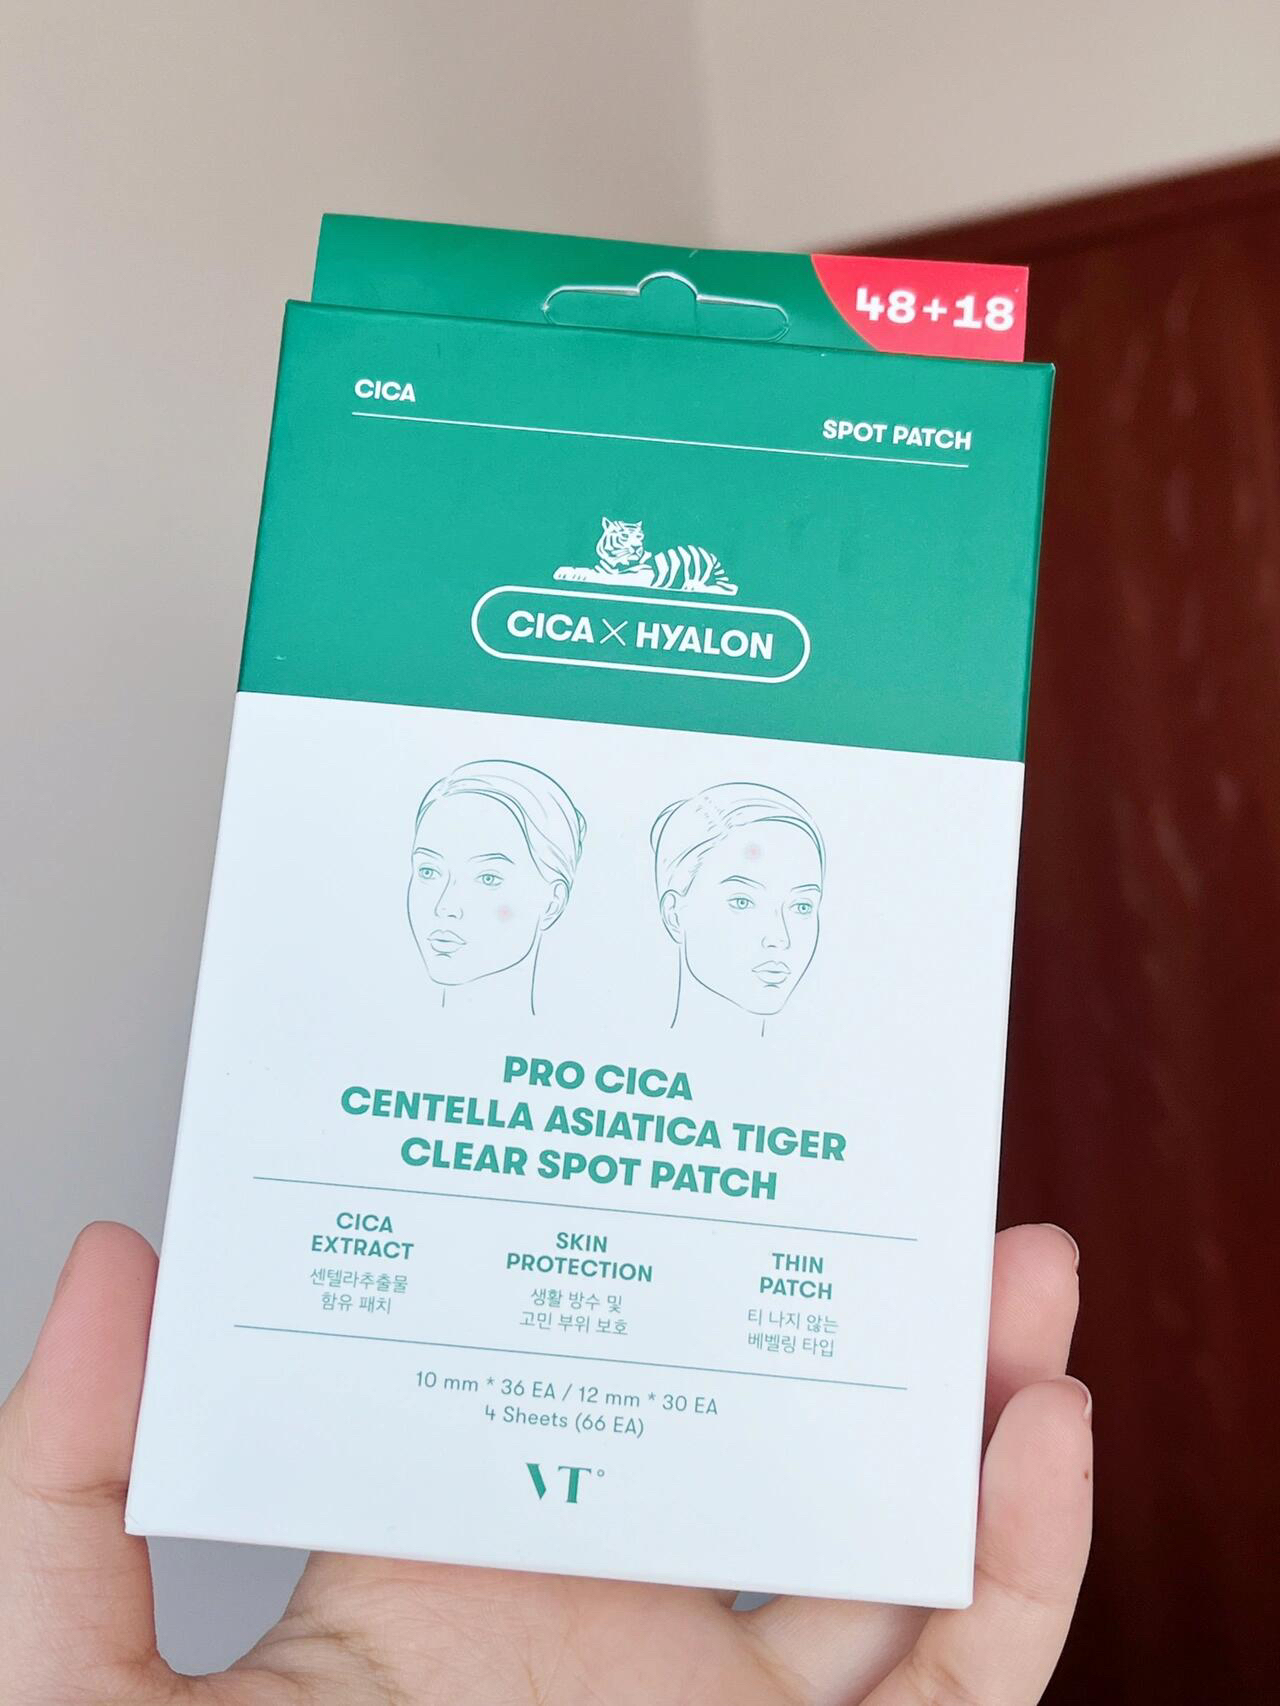 48+18
CICA
SPOT PATCH
CICA × HYALON
PRO CICA
CENTELLA ASIATICA TIGER
CLEAR SPOT PATCH
CICA
EXTRACT
센텔라추출물
함유 패치
SKIN
PROTECTION
생활 방수 및
고민 부위 보호
THIN
PATCH
티 나지 않는
베벨링 타입
10 mm * 36 EA / 12 mm * 30 EA
4 Sheets (66 EA)
VT°